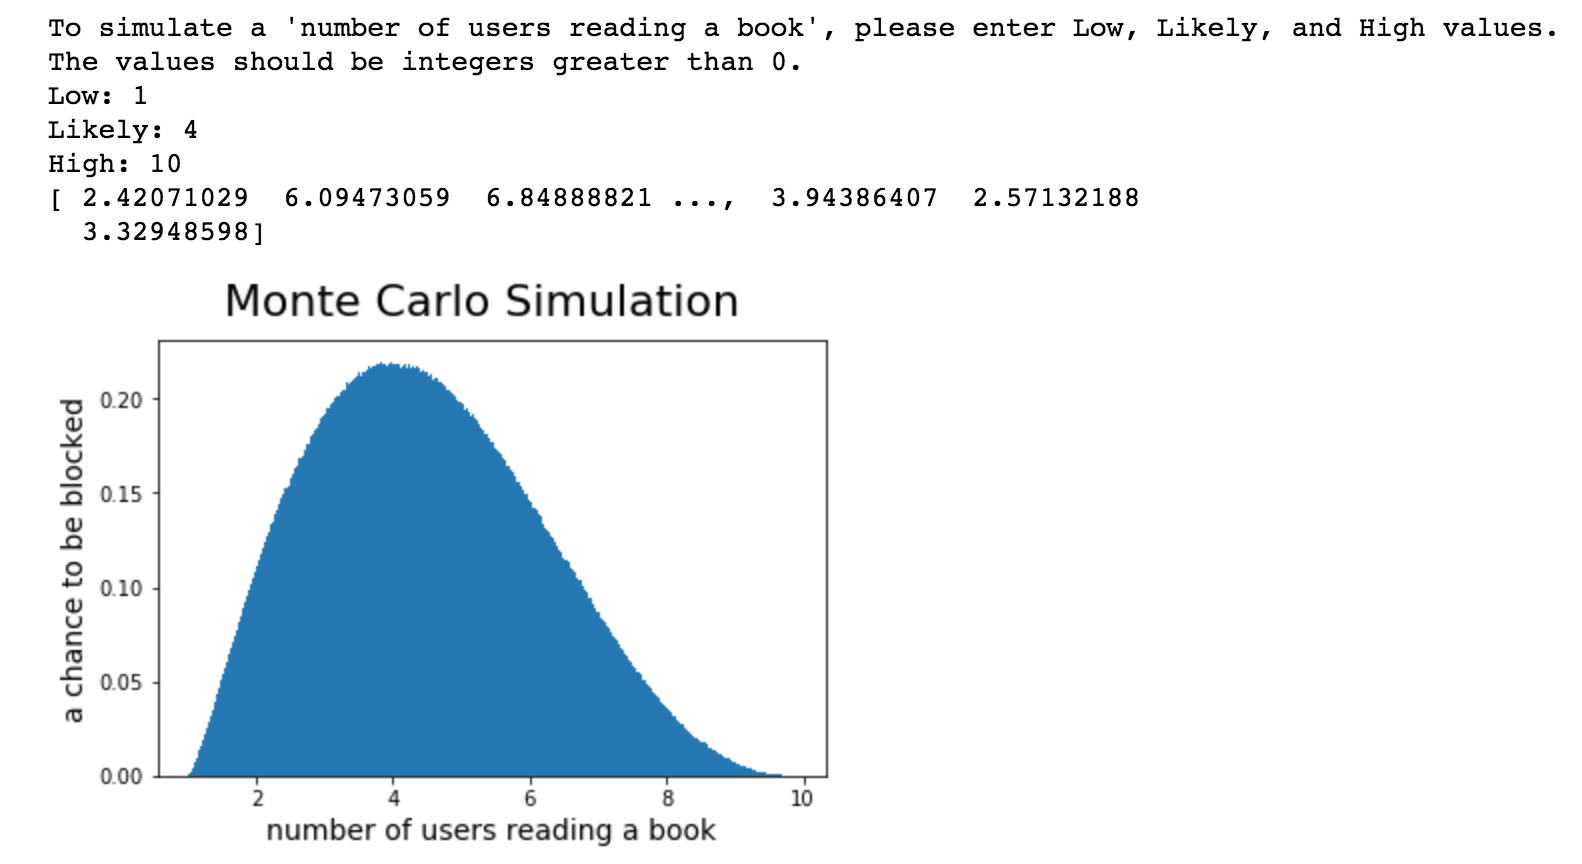 To simulate a 'number of users reading a book', please enter Low, Likely, and High values.
The values should be integers greater than 0.
Low: 1
Likely: 4
High: 10
[ 2.42071029  6.09473059  6.84888821 ...,  3.94386407  2.57132188
3.32948598]
Monte Carlo Simulation
a chance to be blocked
0.20
0.15
0.10
0.05
0.00
2 4 6 8 10
number of users reading a book